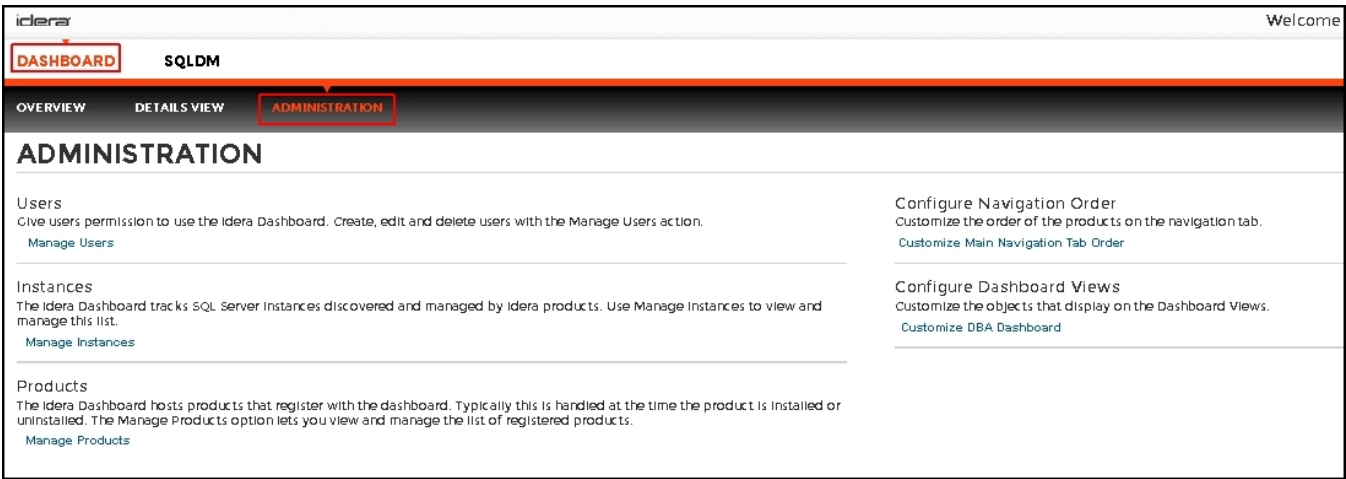 idera
Welcome
DASHBOARD SQLDM
OVERVIEW DETAILS VIEW ADMINISTRATION
ADMINISTRATION
Users
Give users permission to use the Idera Dashboard. Create, edit and delete users with the Manage Users action.
Manage Users
Instances
The Idera Dashboard tracks SQL Server instances discovered and managed by Idera products. Use Manage Instances to view and
manage this list.
Manage Instances
Products
The Idera Dashboard hosts products that register with the dashboard. Typically this is handled at the time the product is installed or
uninstalled. The Manage Products option lets you view and manage the list of registered products.
Manage Products
Configure Navigation Order
Customize the order of the products on the navigation tab.
Customize Main Navigation Tab Order
Configure Dashboard Views
Customize the objects that display on the Dashboard Views.
Customize DBA Dashboard